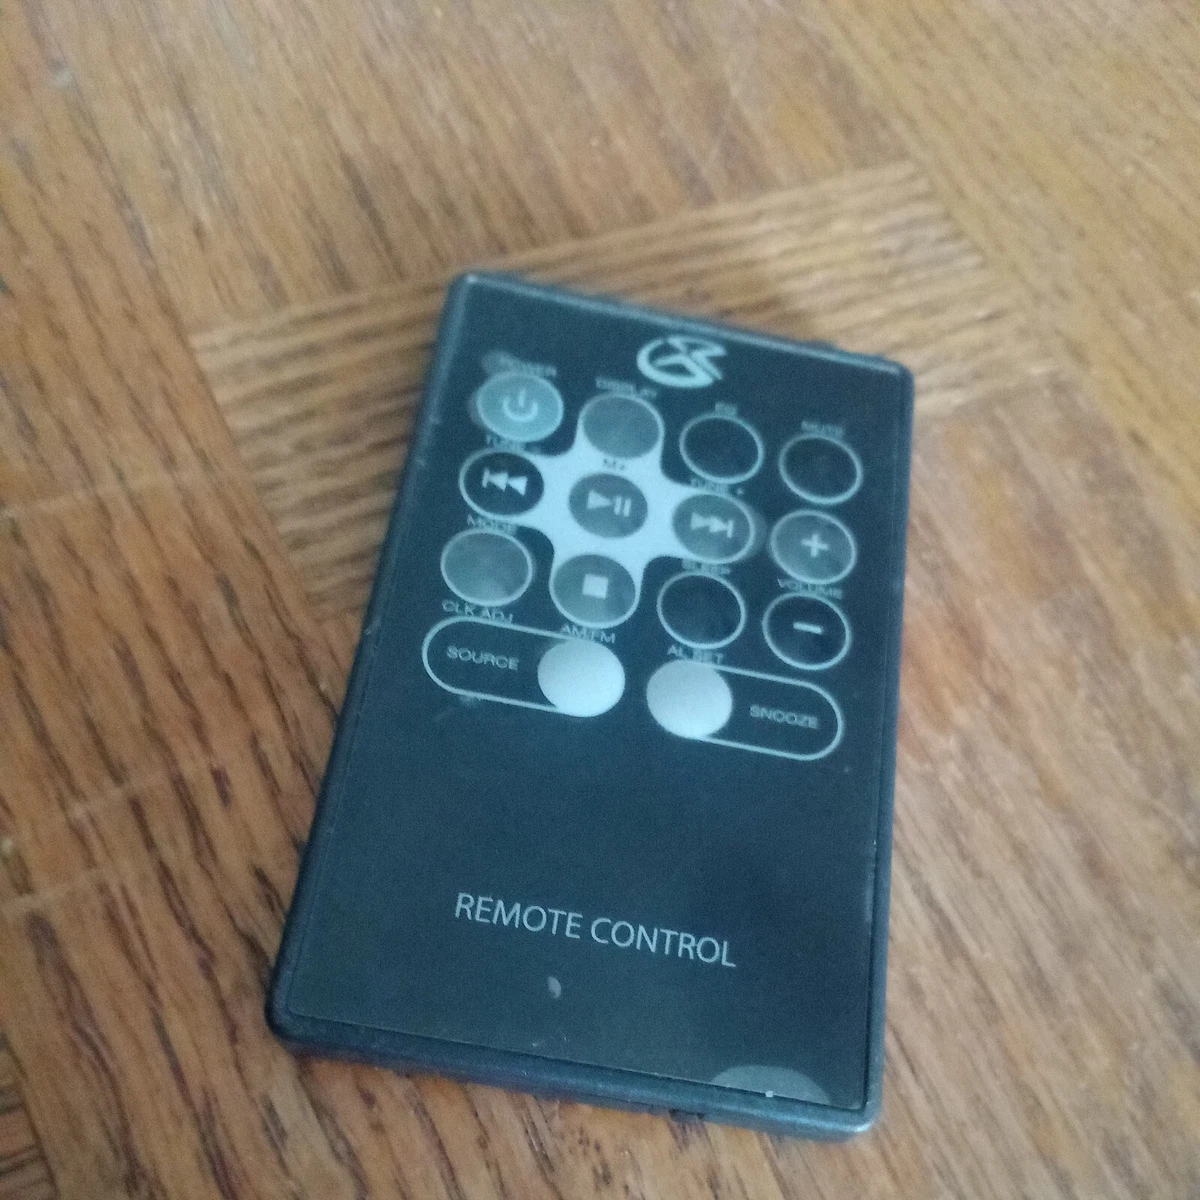 POWER
DISPLAY
EQ
MUTE
TUNE -
M+
TUNE +
MODE
SLEEP
VOLUME
CLK ADJ
AM/FM
AL SET
SOURCE
SNOOZE
REMOTE CONTROL